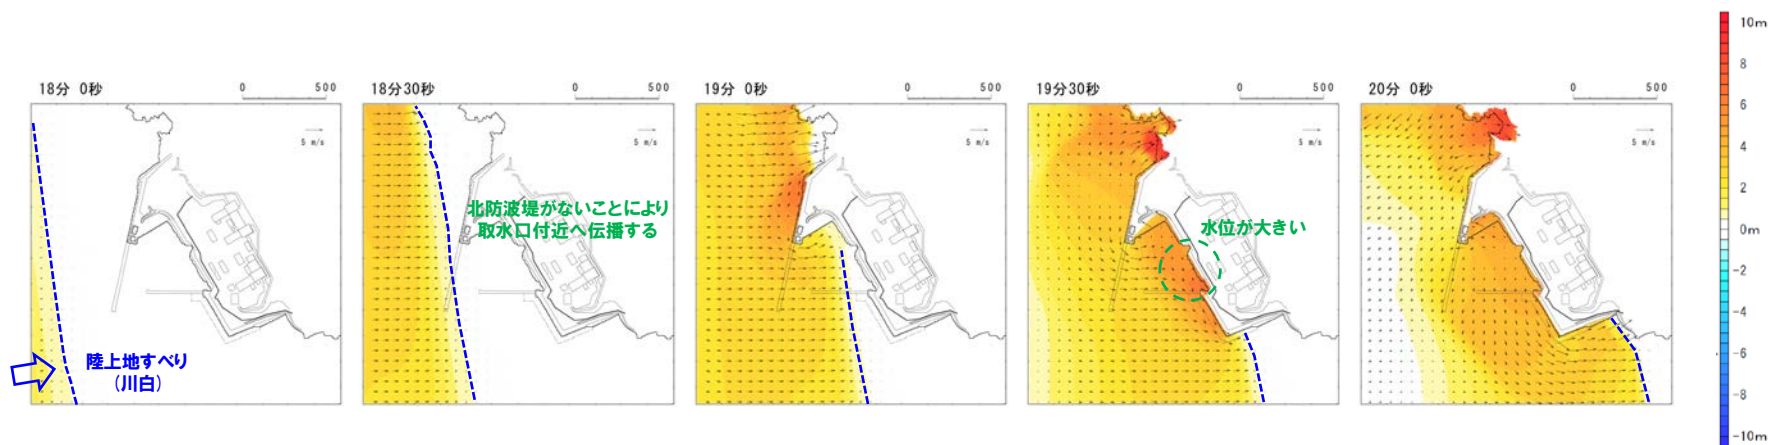 18分 0秒
0 500
5 m/s
陸上地すべり
(川白)
18分30秒
0 500
5 m/s
北防波堤がないことにより
取水口付近へ伝播する
19分 0秒
0 500
5 m/s
19分30秒
0 500
5 m/s
水位が大きい
20分 0秒
0 500
5 m/s
10m
8
6
4
2
0m
-2
-4
-6
-8
-10m